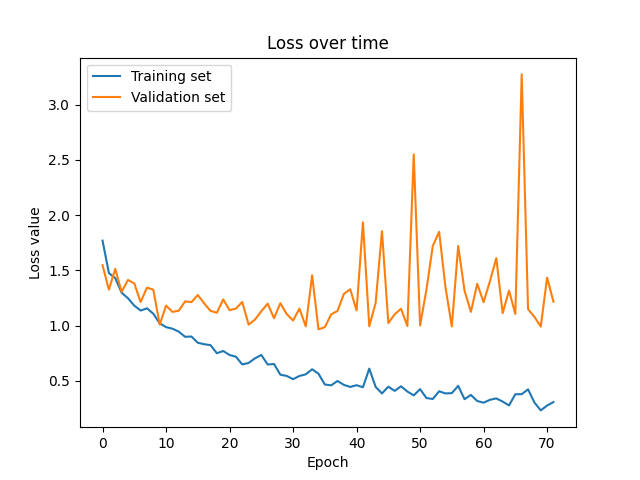 Loss over time
Training set
Validation set
3.0
2.5
2.0
1.5
1.0
0.5
Loss value
0 10 20 30 40 50 60 70
Epoch